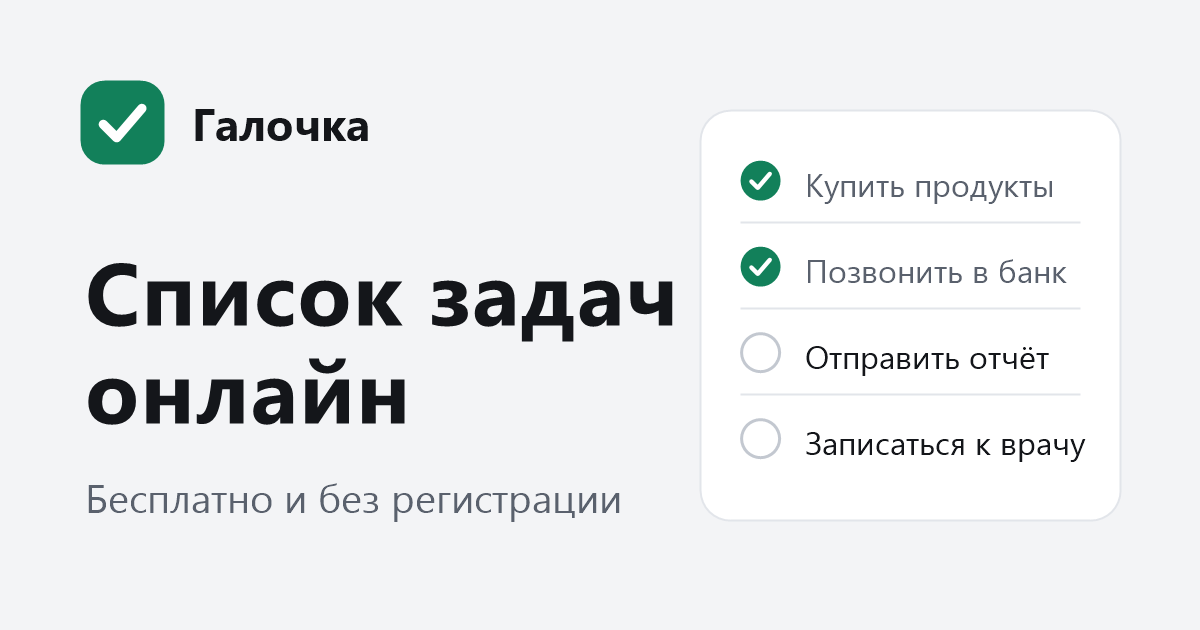 Галочка
Список задач
онлайн
Бесплатно и без регистрации
Купить продукты
Позвонить в банк
Отправить отчёт
Записаться к врачу